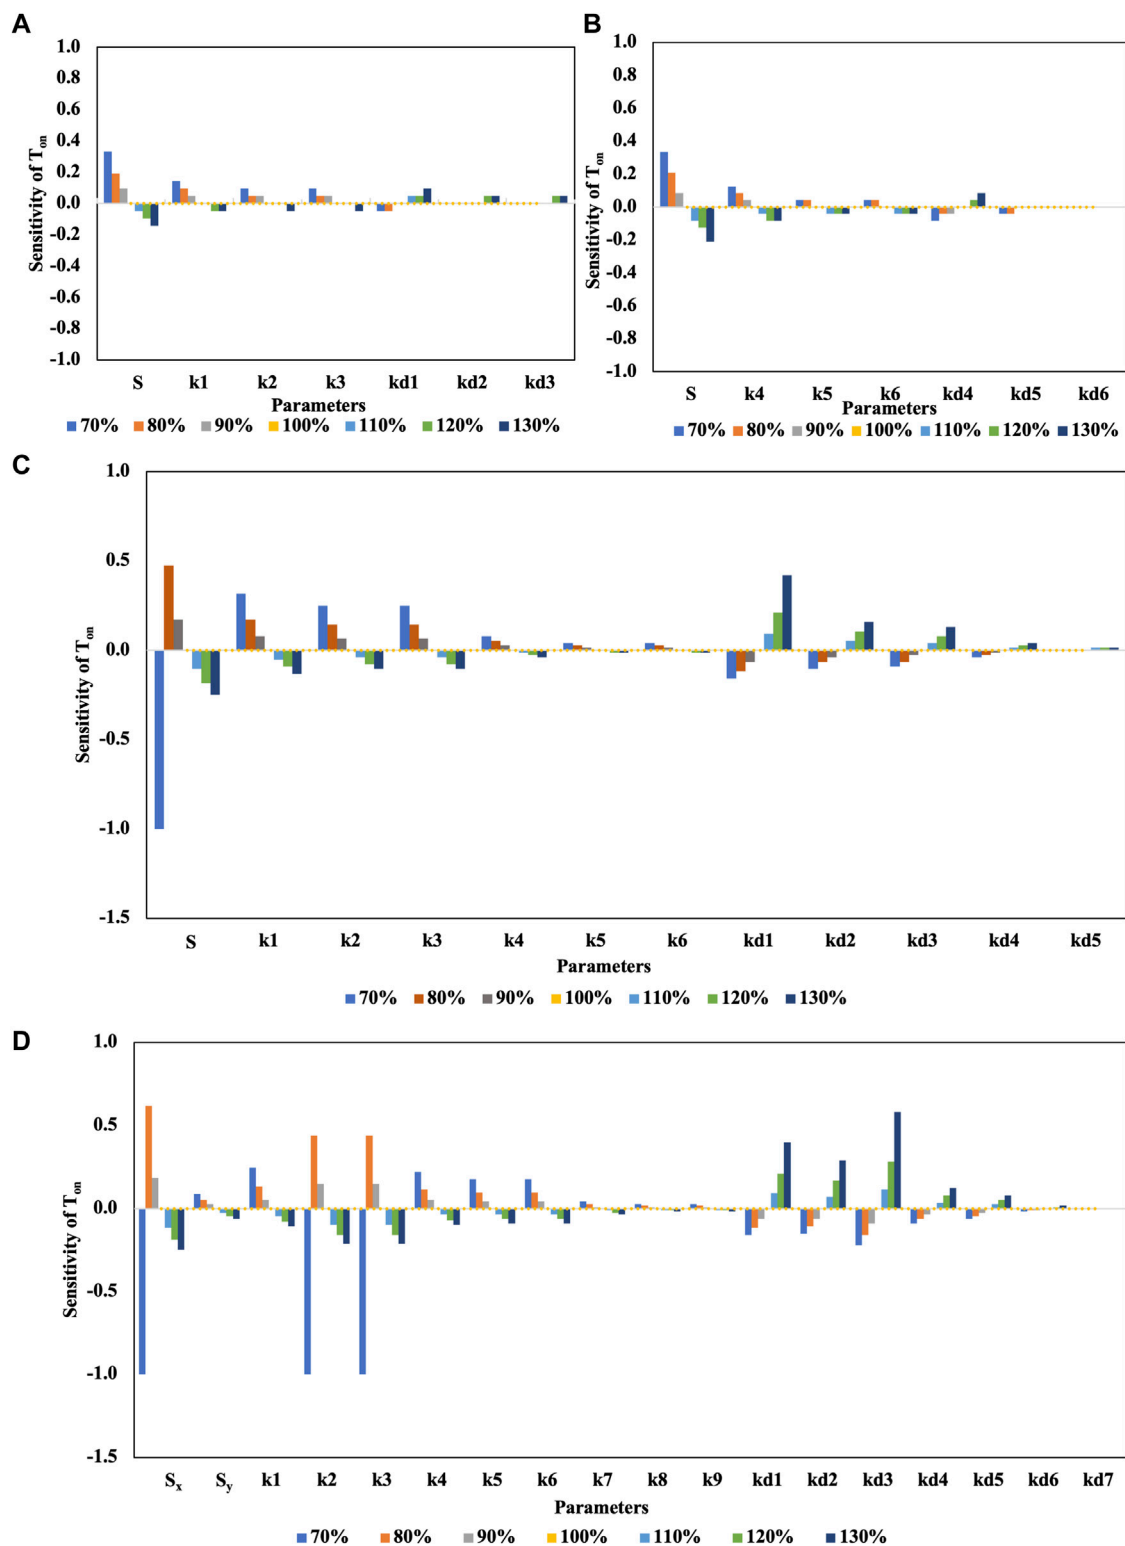 A
1.0
0.8
0.6
0.4
0.2
0.0
-0.2
-0.4
-0.6
-0.8
-1.0
Sensitivity of Ton
S k1 k2 k3 kd1 kd2 kd3
Parameters
70% 80% 90% 100% 110% 120% 130%
B
1.0
0.8
0.6
0.4
0.2
0.0
-0.2
-0.4
-0.6
-0.8
-1.0
Sensitivity of Ton
S k4 k5 k6 kd4 kd5 kd6
Parameters
70% 80% 90% 100% 110% 120% 130%
C
1.0
0.5
0.0
-0.5
-1.0
-1.5
Sensitivity of Ton
S k1 k2 k3 k4 k5 k6 kd1 kd2 kd3 kd4 kd5
Parameters
70% 80% 90% 100% 110% 120% 130%
D
1.0
0.5
0.0
-0.5
-1.0
-1.5
Sensitivity of Ton
Sx Sy k1 k2 k3 k4 k5 k6 k7 k8 k9 kd1 kd2 kd3 kd4 kd5 kd6 kd7
Parameters
70% 80% 90% 100% 110% 120% 130%